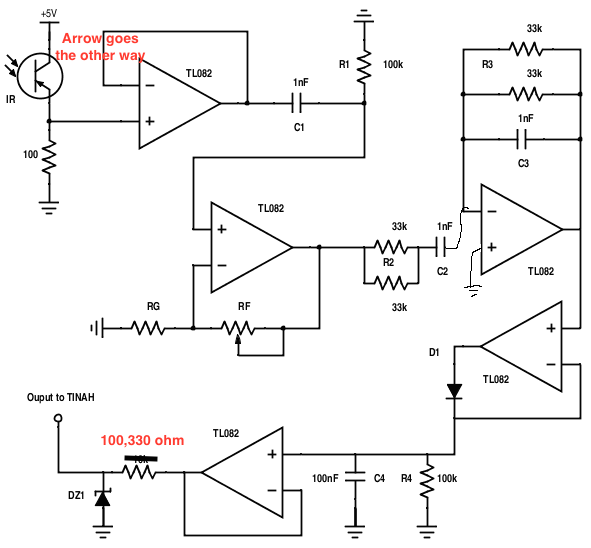 +5V
Arrow goes
the other way
IR
100
TL082
1nF
C1
R1
100k
33k
R3
33k
1nF
C3
TL082
RG
RF
33k
R2
33k
1nF
C2
TL082
D1
TL082
Ouput to TINAH
100,330 ohm
TL082
DZ1
100nF
C4
R4
100k